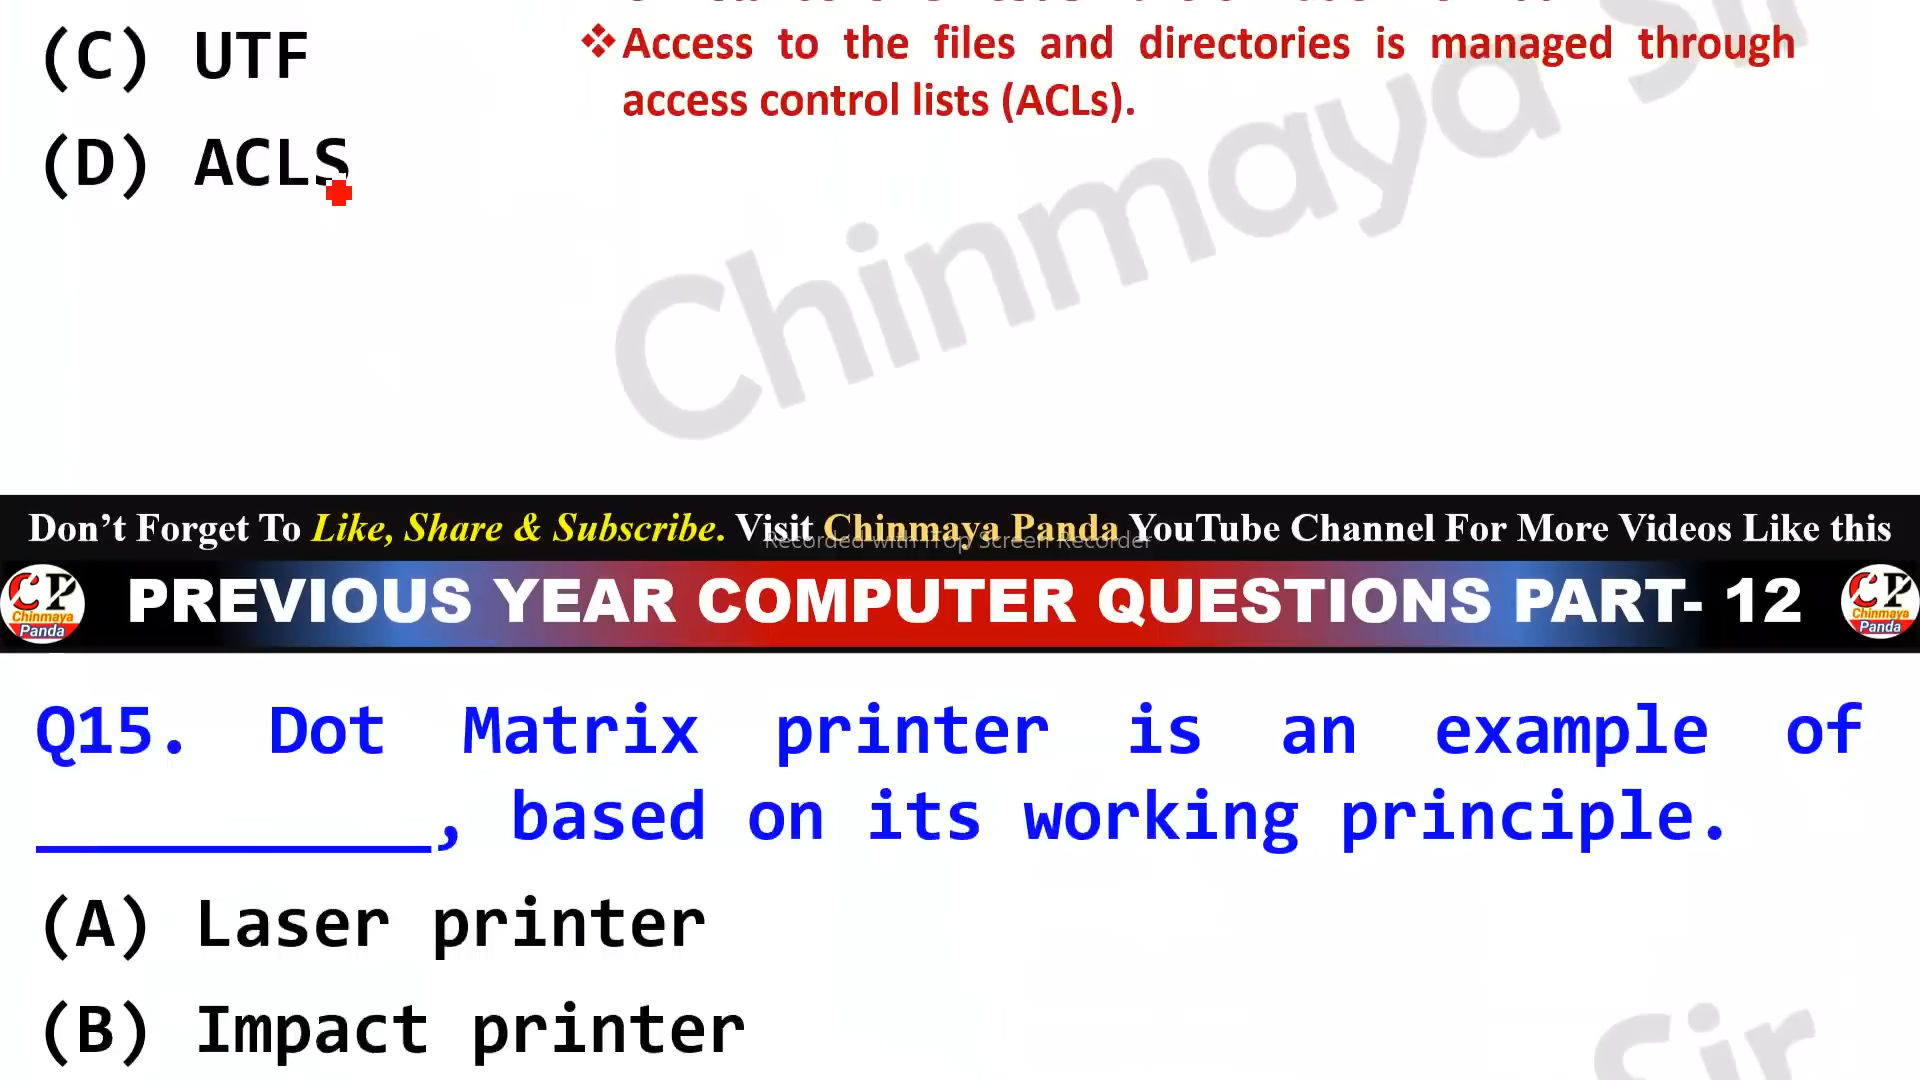 (C) UTF
❖Access to the files and directories is managed through
access control lists (ACLs).
(D) ACLS
Chinmaya Sir
Don’t Forget To Like, Share & Subscribe. Visit Chinmaya Panda YouTube Channel For More Videos Like this
Recorded with iTop Screen Recorder
CP Chinmaya Panda
PREVIOUS YEAR COMPUTER QUESTIONS PART- 12
CP Chinmaya Panda
Q15. Dot Matrix printer is an example of
__________, based on its working principle.
(A) Laser printer
(B) Impact printer
Sir